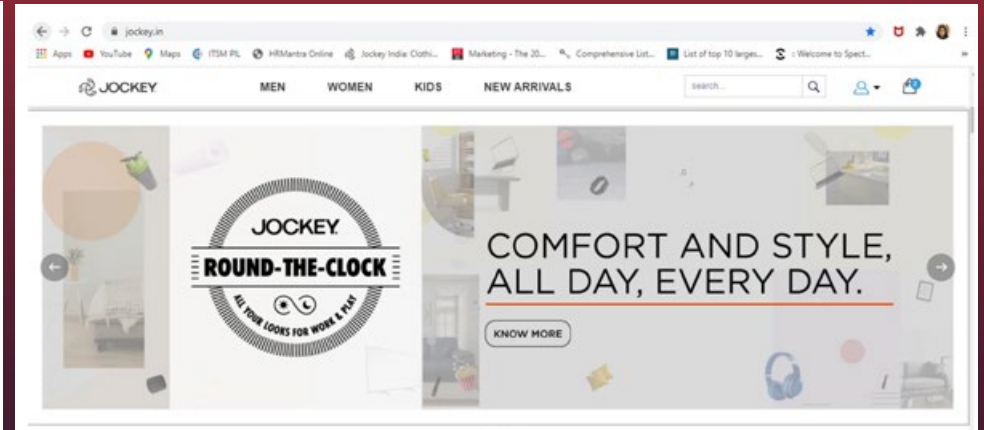 jockey.in
Apps YouTube Maps ITSM PIL HRMantra Online Jockey India: Clothi... Marketing - The 20... Comprehensive List... List of top 10 larges... :: Welcome to Spect...
JOCKEY MEN WOMEN KIDS NEW ARRIVALS search...
JOCKEY
ROUND-THE-CLOCK
ALL YOUR LOOKS FOR WORK & PLAY
COMFORT AND STYLE,
ALL DAY, EVERY DAY.
KNOW MORE